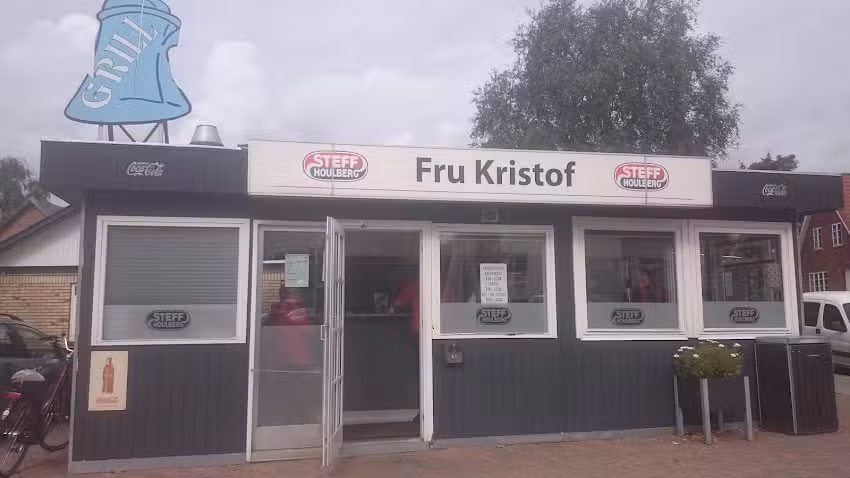 GRILL
Coca-Cola
STEFF
HOULBERG
Fru Kristof
STEFF
HOULBERG
Coca-Cola
STEFF
HOULBERG
STEFF
HOULBERG
STEFF
HOULBERG
STEFF
HOULBERG